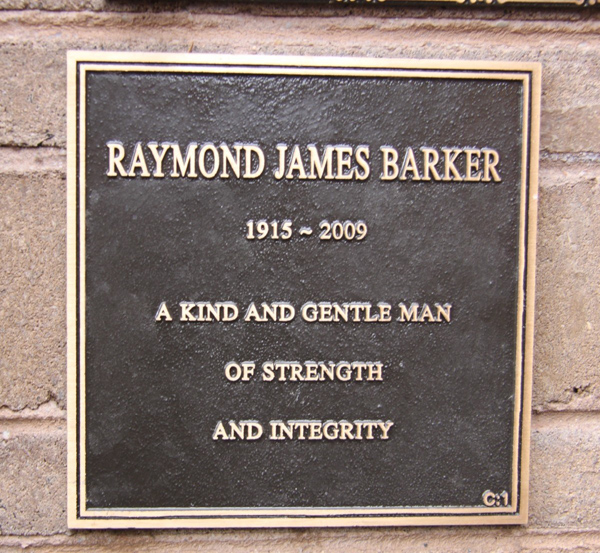 RAYMOND JAMES BARKER
1915 ~ 2009
A KIND AND GENTLE MAN
OF STRENGTH
AND INTEGRITY
C:1